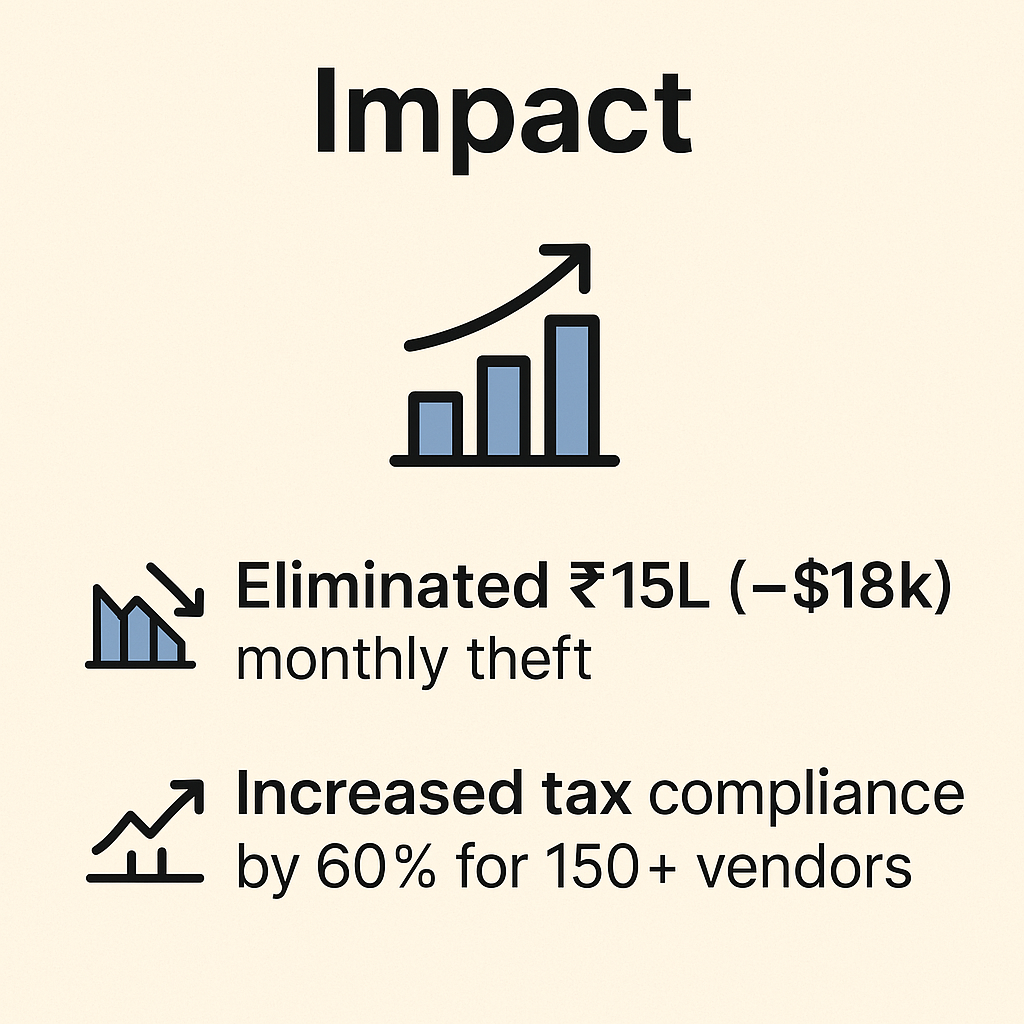 Impact
Eliminated ₹15L (–$18k)
monthly theft
Increased tax compliance
by 60% for 150+ vendors